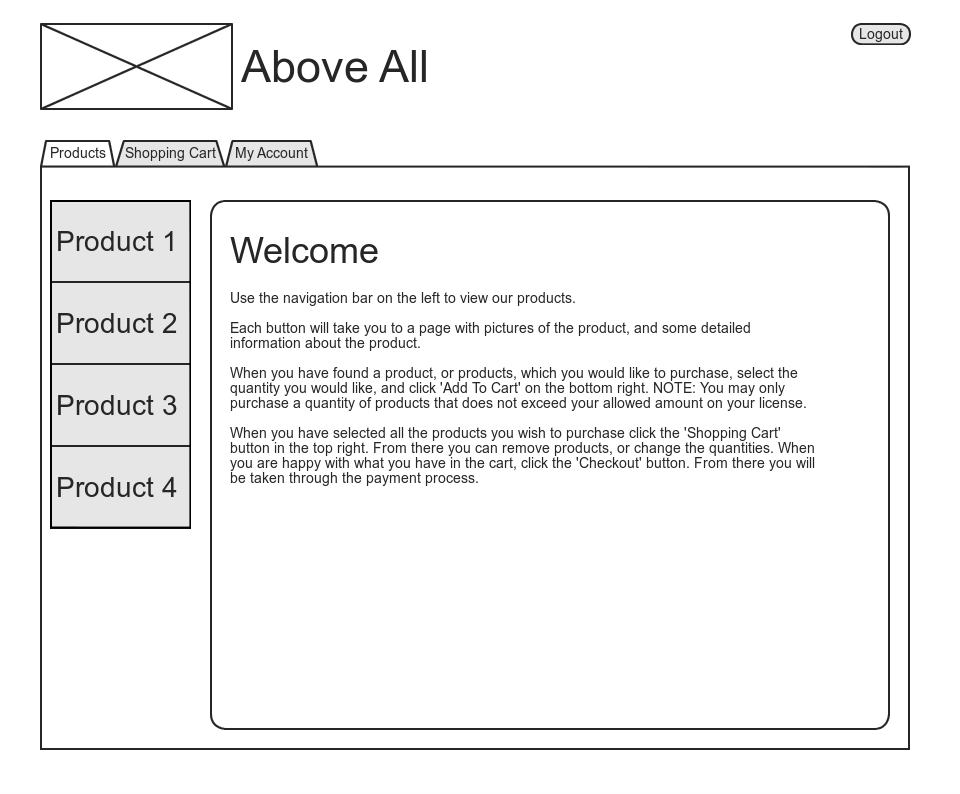 Logout
Above All
Products Shopping Cart My Account
Product 1
Product 2
Product 3
Product 4
Welcome
Use the navigation bar on the left to view our products.
Each button will take you to a page with pictures of the product, and some detailed
information about the product.
When you have found a product, or products, which you would like to purchase, select the
quantity you would like, and click 'Add To Cart' on the bottom right. NOTE: You may only
purchase a quantity of products that does not exceed your allowed amount on your license.
When you have selected all the products you wish to purchase click the 'Shopping Cart'
button in the top right. From there you can remove products, or change the quantities. When
you are happy with what you have in the cart, click the 'Checkout' button. From there you will
be taken through the payment process.